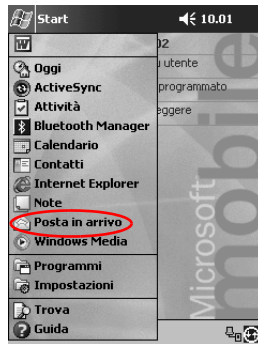 Start 10.01
02
utente
Oggi
ActiveSync
programmato
Attività
eggere
Bluetooth Manager
Calendario
Contatti
Internet Explorer
Note
Posta in arrivo
Windows Media
Programmi
Impostazioni
Trova
Guida
Microsoft
mobile